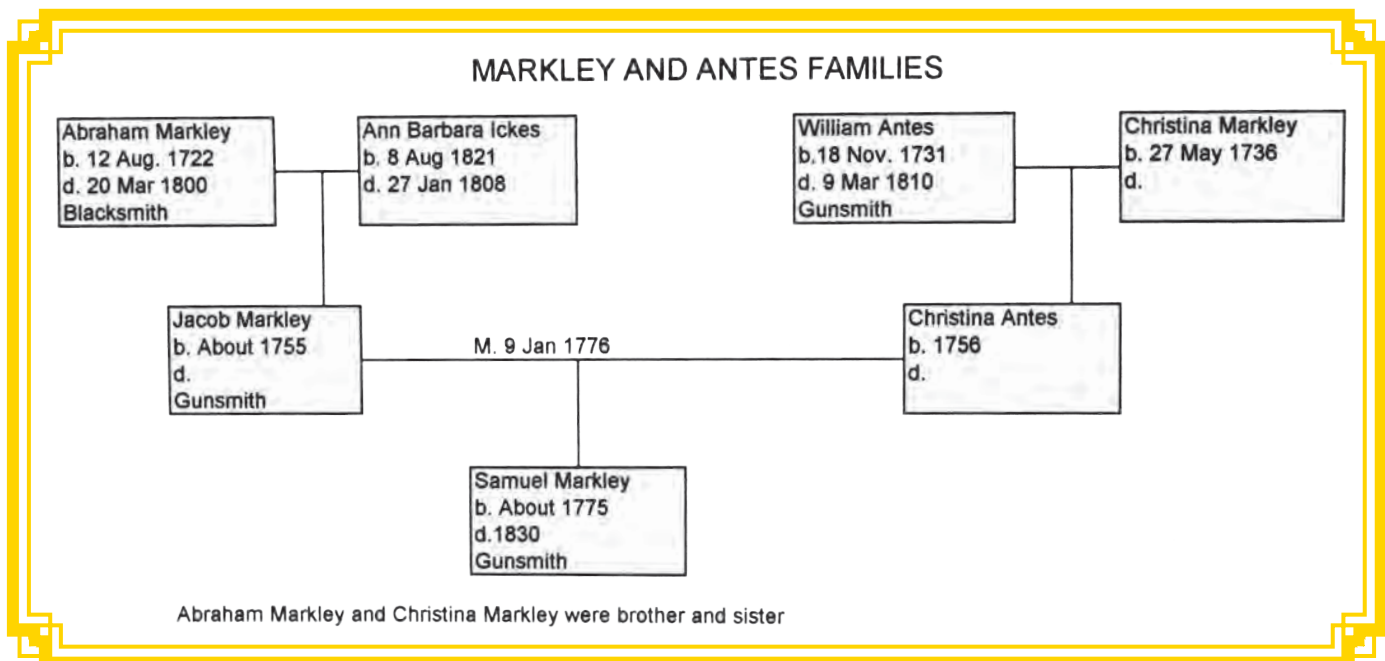 MARKLEY AND ANTES FAMILIES
Abraham Markley
b. 12 Aug. 1722
d. 20 Mar 1800
Blacksmith
Ann Barbara Ickes
b. 8 Aug 1821
d. 27 Jan 1808
William Antes
b.18 Nov. 1731
d. 9 Mar 1810
Gunsmith
Christina Markley
b. 27 May 1736
d.
Jacob Markley
b. About 1755
d.
Gunsmith
M. 9 Jan 1776
Christina Antes
b. 1756
d.
Samuel Markley
b. About 1775
d.1830
Gunsmith
Abraham Markley and Christina Markley were brother and sister